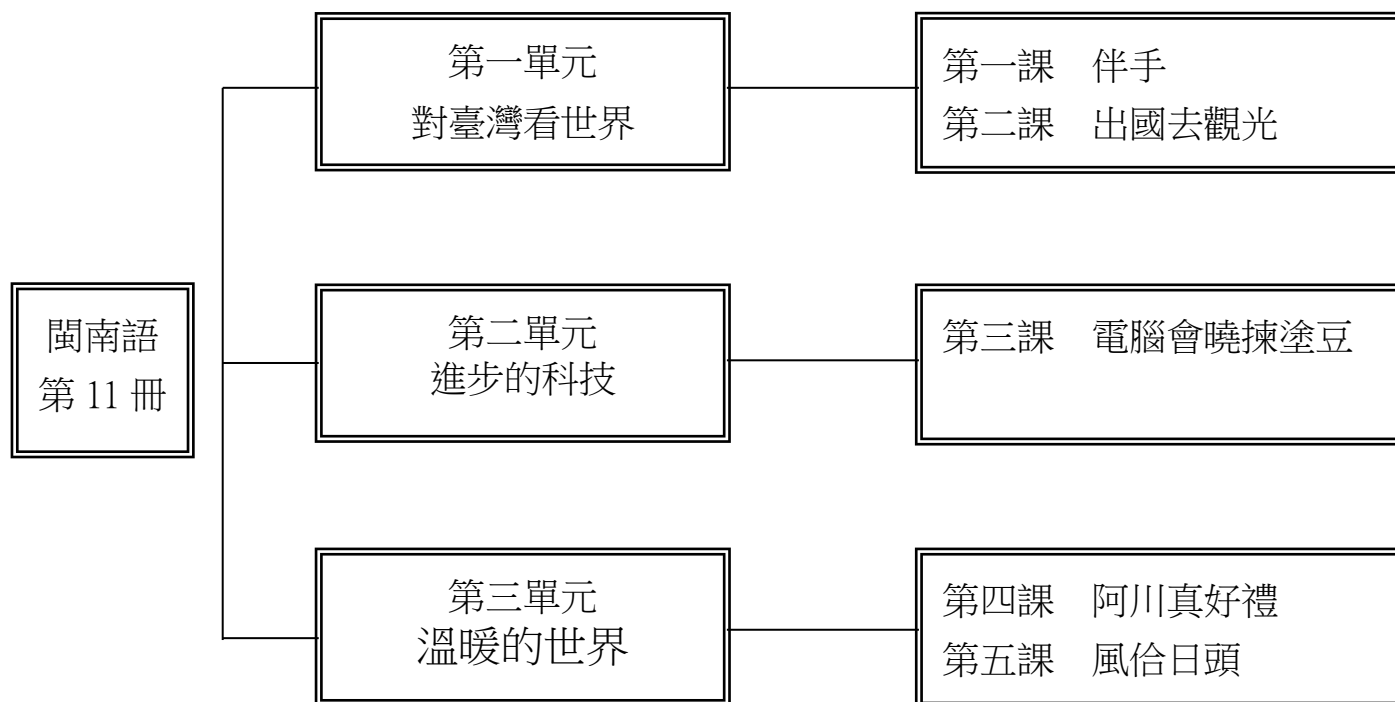 閩南語
第 11 冊
第一單元
對臺灣看世界
第一課　伴手
第二課　出國去觀光
第二單元
進步的科技
第三課　電腦會曉揀塗豆
第三單元
溫暖的世界
第四課　阿川真好禮
第五課　風佮日頭